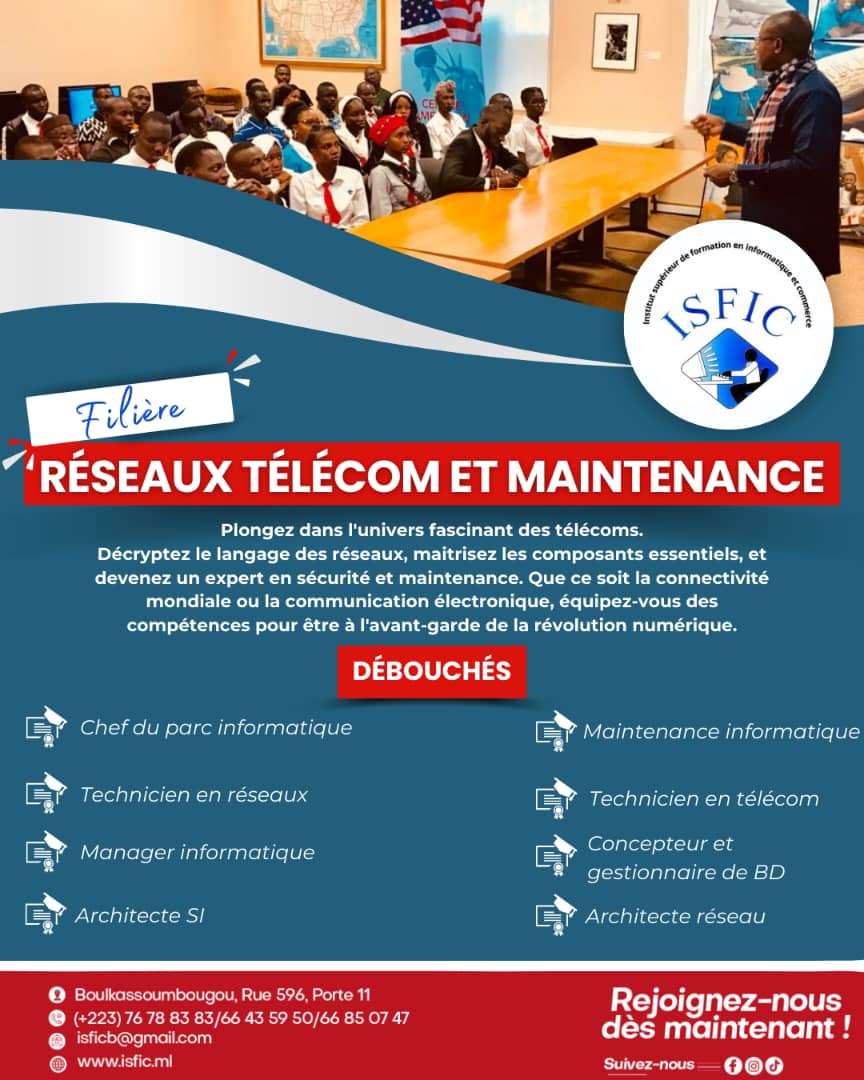 Institut supérieur de formation en informatique et commerce
ISFIC
Filière
RÉSEAUX TÉLÉCOM ET MAINTENANCE
Plongez dans l'univers fascinant des télécoms.
Décryptez le langage des réseaux, maitrisez les composants essentiels, et
devenez un expert en sécurité et maintenance. Que ce soit la connectivité
mondiale ou la communication électronique, équipez-vous des
compétences pour être à l'avant-garde de la révolution numérique.
DÉBOUCHÉS
Chef du parc informatique
Maintenance informatique
Technicien en réseaux
Technicien en télécom
Manager informatique
Concepteur et
gestionnaire de BD
Architecte SI
Architecte réseau
Boulkassoumbougou, Rue 596, Porte 11
(+223) 76 78 83 83/66 43 59 50/66 85 07 47
isficb@gmail.com
www.isfic.ml
Rejoignez-nous
dès maintenant !
Suivez-nous